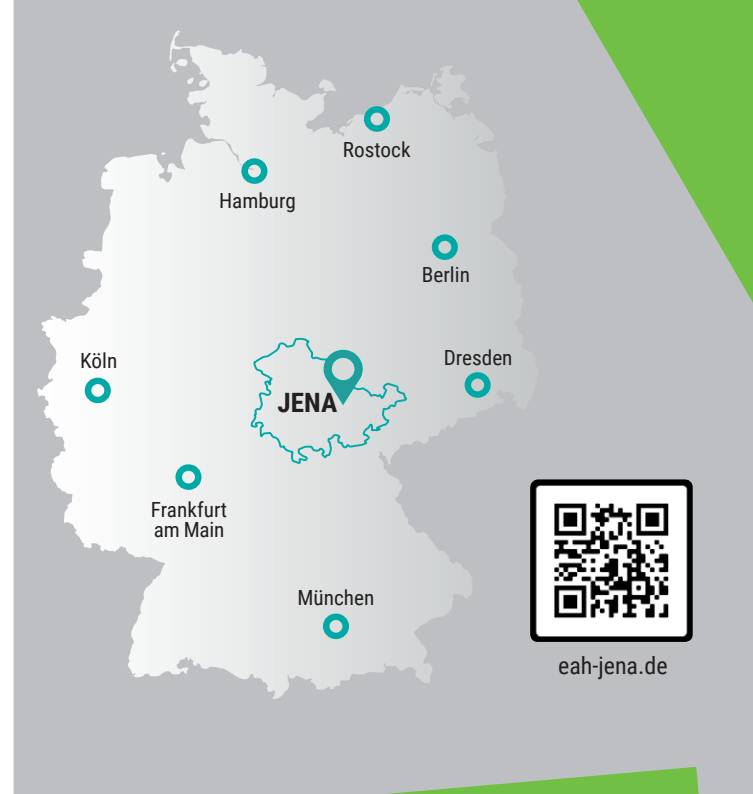 Rostock
Hamburg
Berlin
Köln
Dresden
JENA
Frankfurt
am Main
München
eah-jena.de